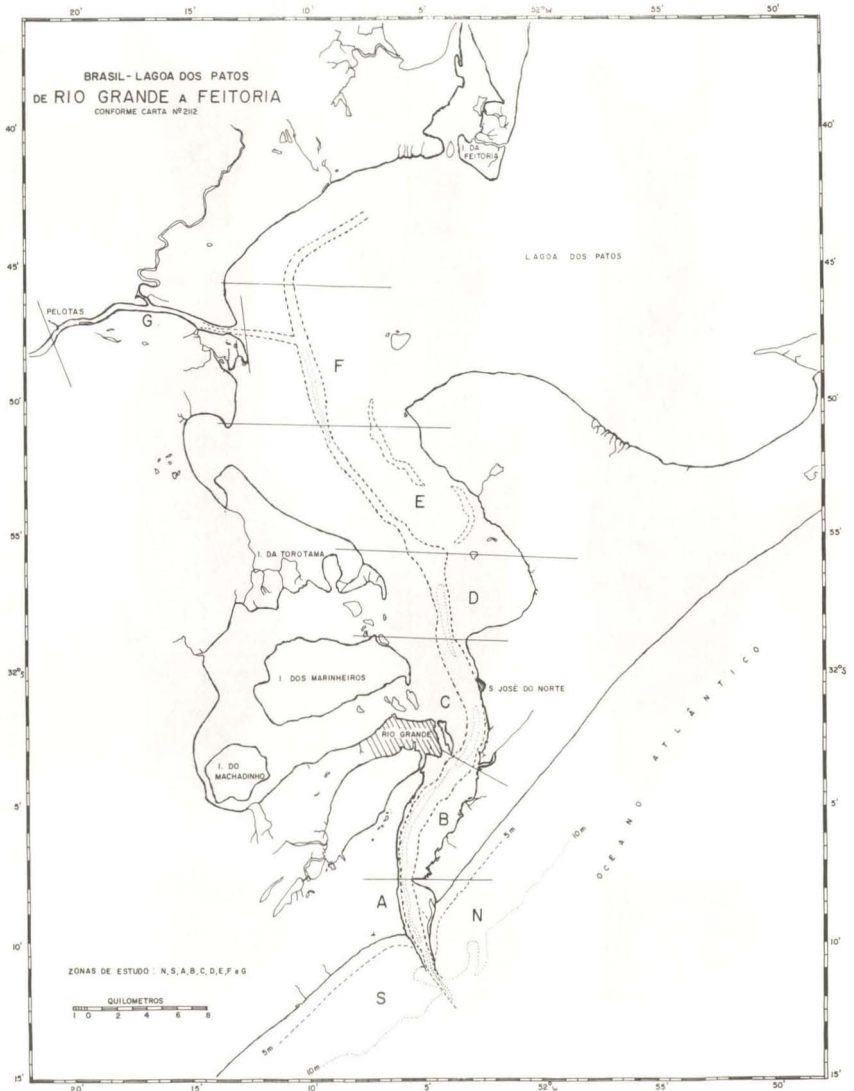 20' 15' 10' 5' 52°W 55' 50'
BRASIL - LAGOA DOS PATOS
DE RIO GRANDE A FEITORIA
CONFORME CARTA Nº 2112
40' 40'
I. DA
FEITORIA
LAGOA DOS PATOS
45' 45'
PELOTAS
G
F
50' 50'
E
55' 55'
I. DA TOROTAMA
D
32°S 32°S
I. DOS MARINHEIROS
S. JOSÉ DO NORTE
C
RIO GRANDE
I. DO
MACHADINHO
OCEANO ATLÂNTICO
5' 5'
B
5m 10m
A
N
10' 10'
ZONAS DE ESTUDO : N, S, A, B, C, D, E, F e G
S
QUILOMETROS
1 0 2 4 6 8
5m
10m
15' 15'
20' 15' 10' 5' 52°W 55' 50'